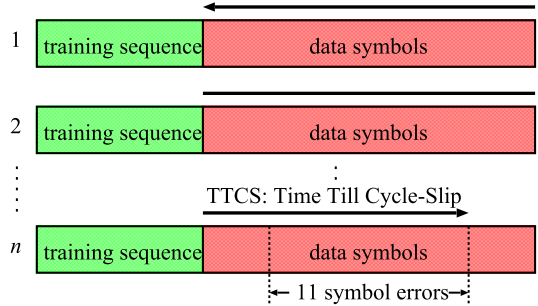 1 training sequence data symbols
2 training sequence data symbols
TTCS: Time Till Cycle-Slip
n training sequence data symbols
11 symbol errors